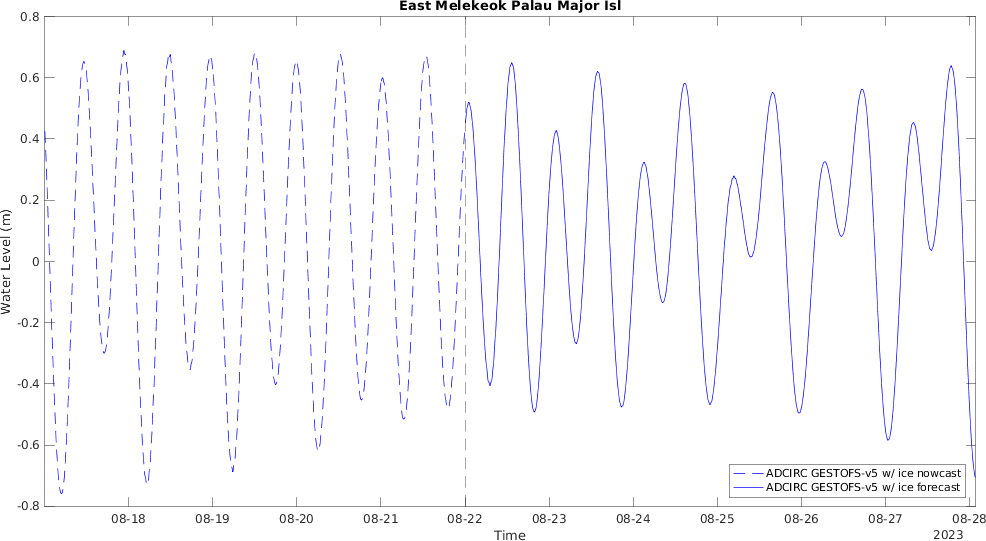 East Melekeok Palau Major Isl
Water Level (m)
0.8
0.6
0.4
0.2
0
-0.2
-0.4
-0.6
-0.8
08-18 08-19 08-20 08-21 08-22 08-23 08-24 08-25 08-26 08-27 08-28
Time
2023
ADCIRC GESTOFS-v5 w/ ice nowcast
ADCIRC GESTOFS-v5 w/ ice forecast